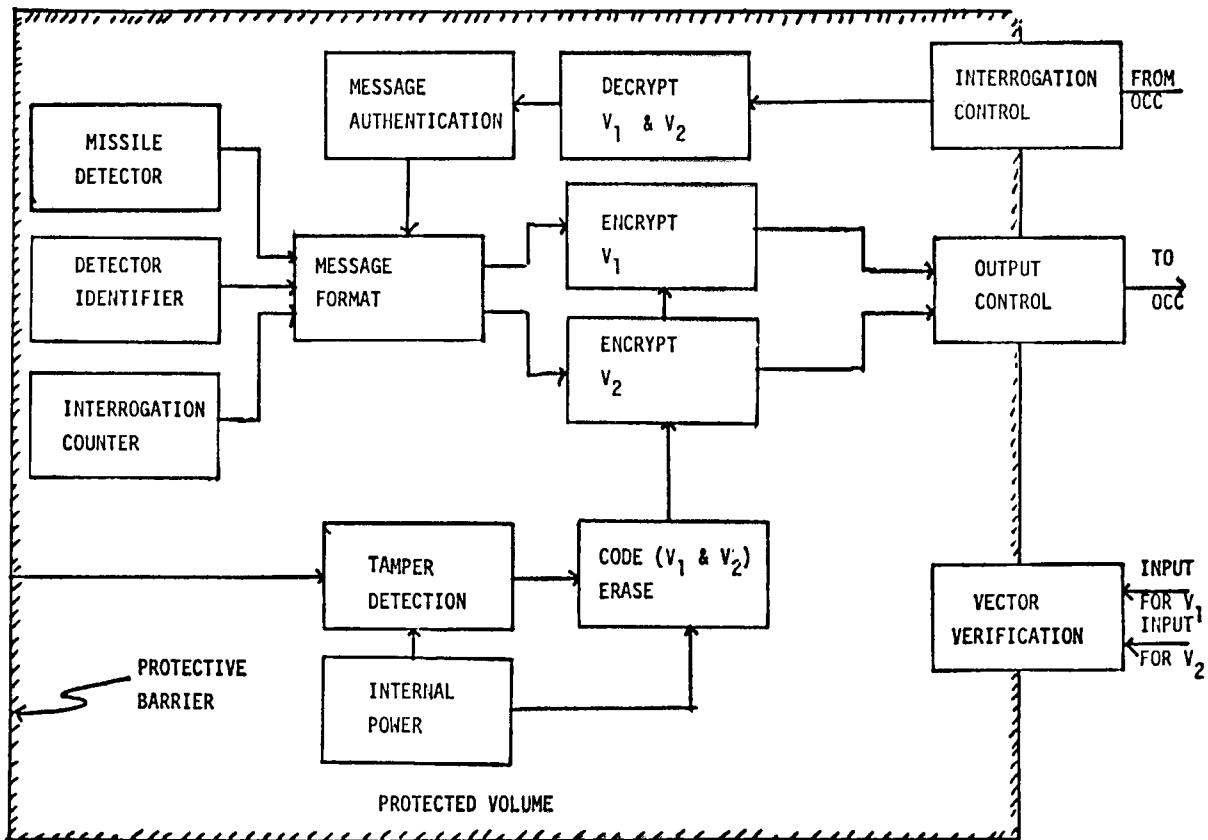 MESSAGE
AUTHENTICATION
DECRYPT
V1 & V2
INTERROGATION
CONTROL
FROM
OCC
MISSILE
DETECTOR
DETECTOR
IDENTIFIER
INTERROGATION
COUNTER
MESSAGE
FORMAT
ENCRYPT
V1
ENCRYPT
V2
OUTPUT
CONTROL
TO
OCC
TAMPER
DETECTION
CODE (V1 & V2)
ERASE
VECTOR
VERIFICATION
INPUT
FOR V1
INPUT
FOR V2
PROTECTIVE
BARRIER
INTERNAL
POWER
PROTECTED VOLUME